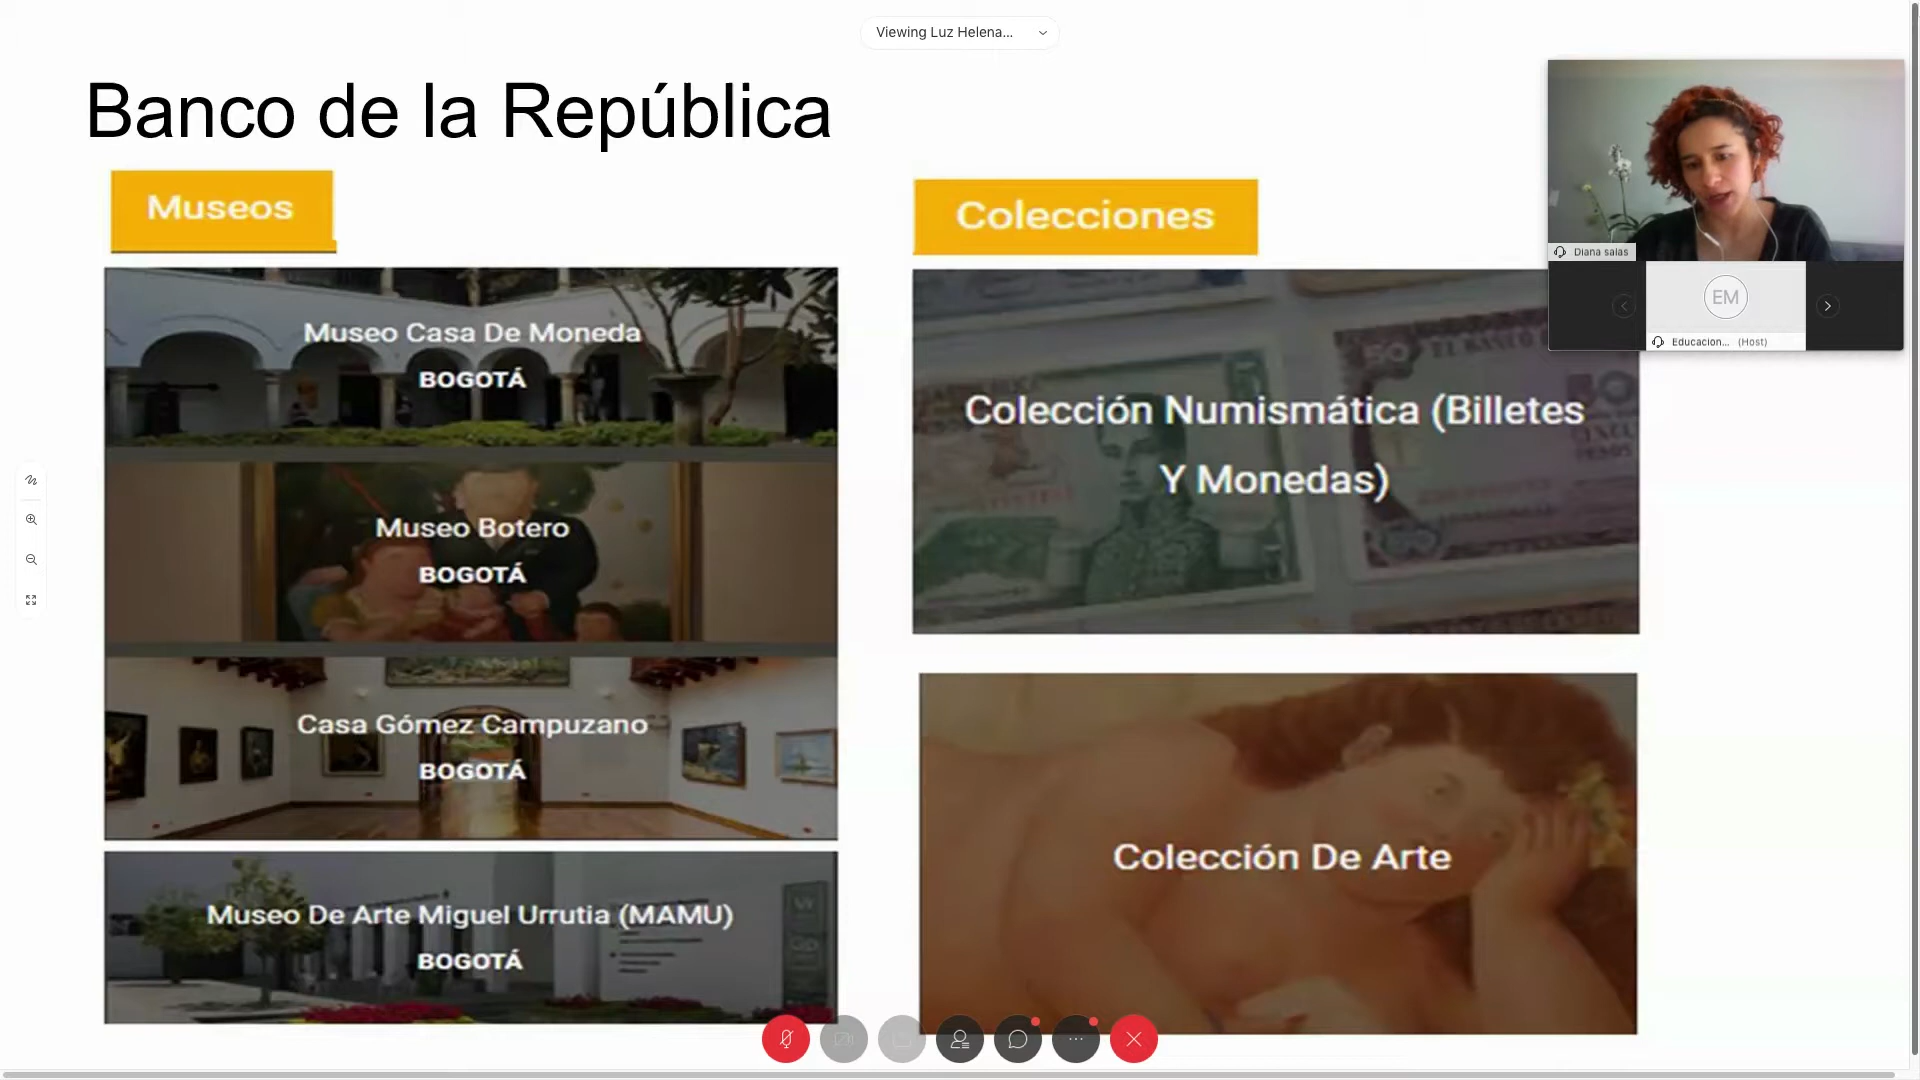 Viewing Luz Helena...
Banco de la República
Museos
Museo Casa De Moneda
BOGOTÁ
Museo Botero
BOGOTÁ
Casa Gómez Campuzano
BOGOTÁ
Museo De Arte Miguel Urrutia (MAMU)
BOGOTÁ
Colecciones
Colección Numismática (Billetes
Y Monedas)
Colección De Arte
Diana salas
EM
Educacion... (Host)